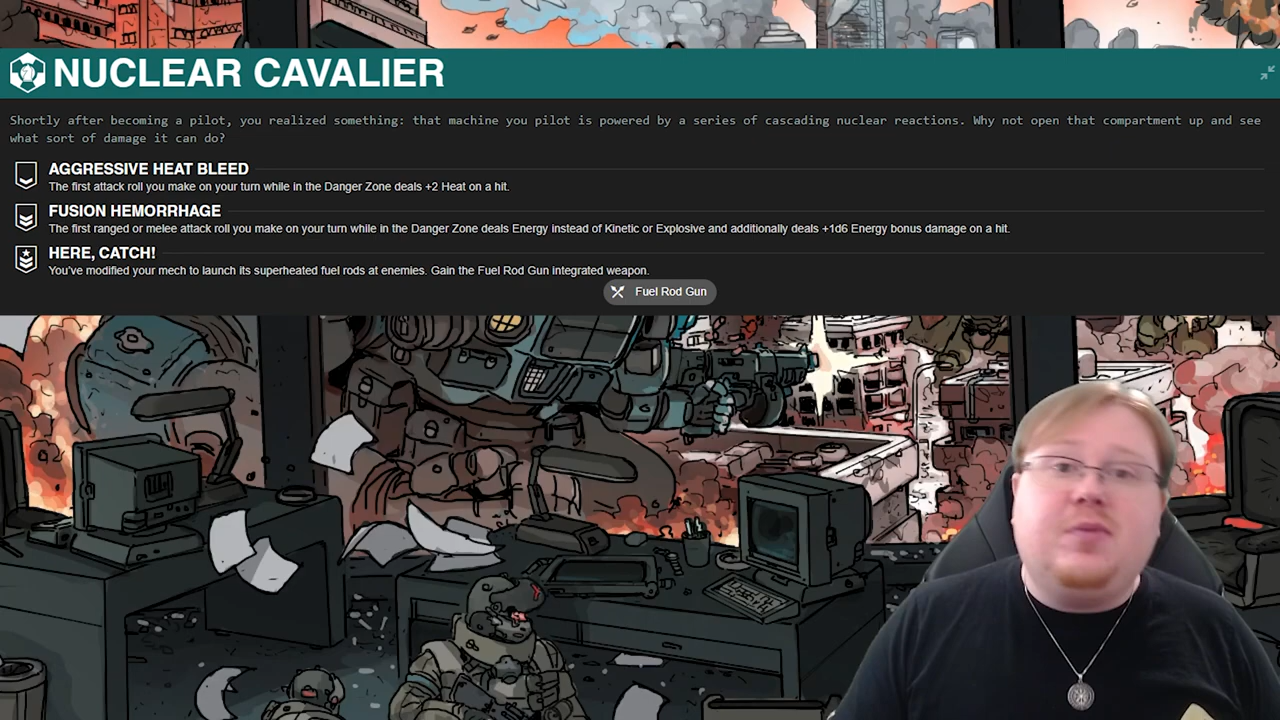 NUCLEAR CAVALIER
Shortly after becoming a pilot, you realized something: that machine you pilot is powered by a series of cascading nuclear reactions. Why not open that compartment up and see
what sort of damage it can do?
AGGRESSIVE HEAT BLEED
The first attack roll you make on your turn while in the Danger Zone deals +2 Heat on a hit.
FUSION HEMORRHAGE
The first ranged or melee attack roll you make on your turn while in the Danger Zone deals Energy instead of Kinetic or Explosive and additionally deals +1d6 Energy bonus damage on a hit.
HERE, CATCH!
You've modified your mech to launch its superheated fuel rods at enemies. Gain the Fuel Rod Gun integrated weapon.
Fuel Rod Gun